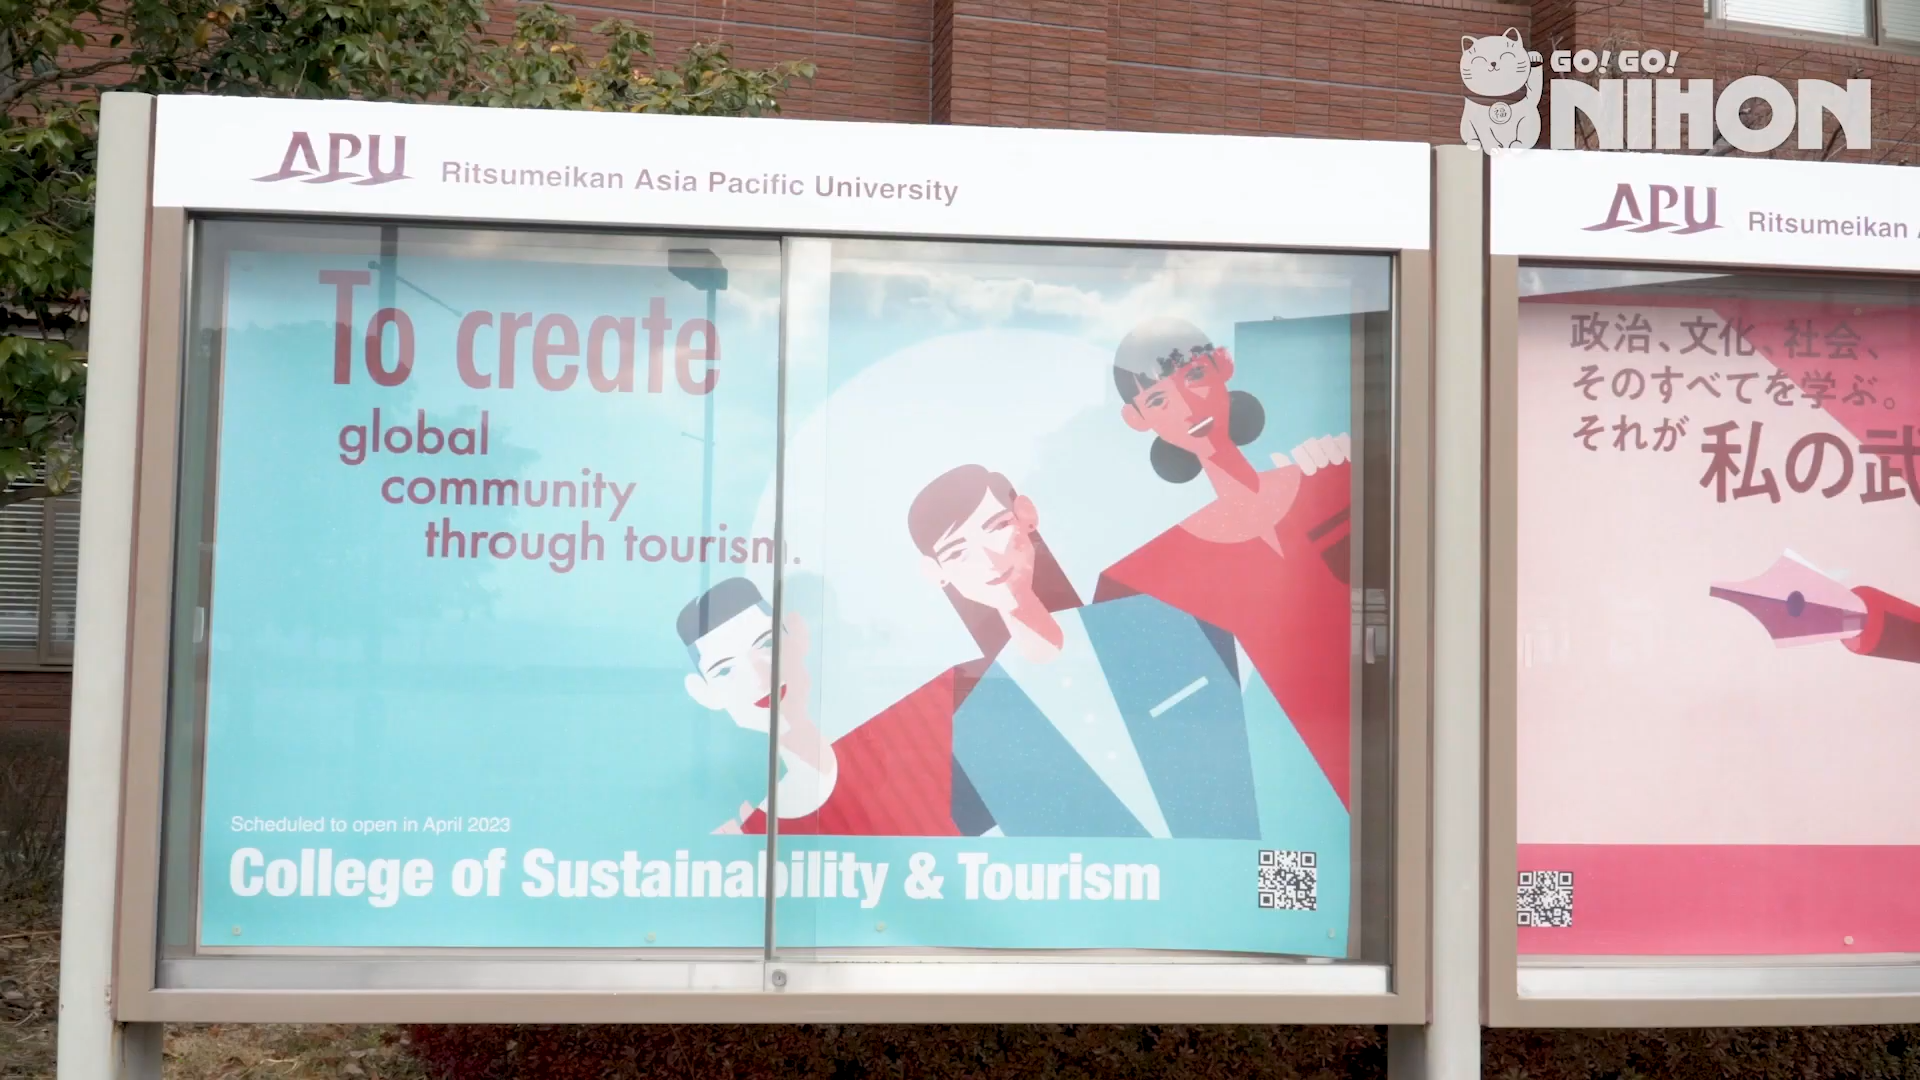 GO! GO!
NIHON
APU Ritsumeikan Asia Pacific University
To create
global
community
through tourism.
Scheduled to open in April 2023
College of Sustainability & Tourism
APU Ritsumeikan
政治、文化、社会、
そのすべてを学ぶ。
それが私の武